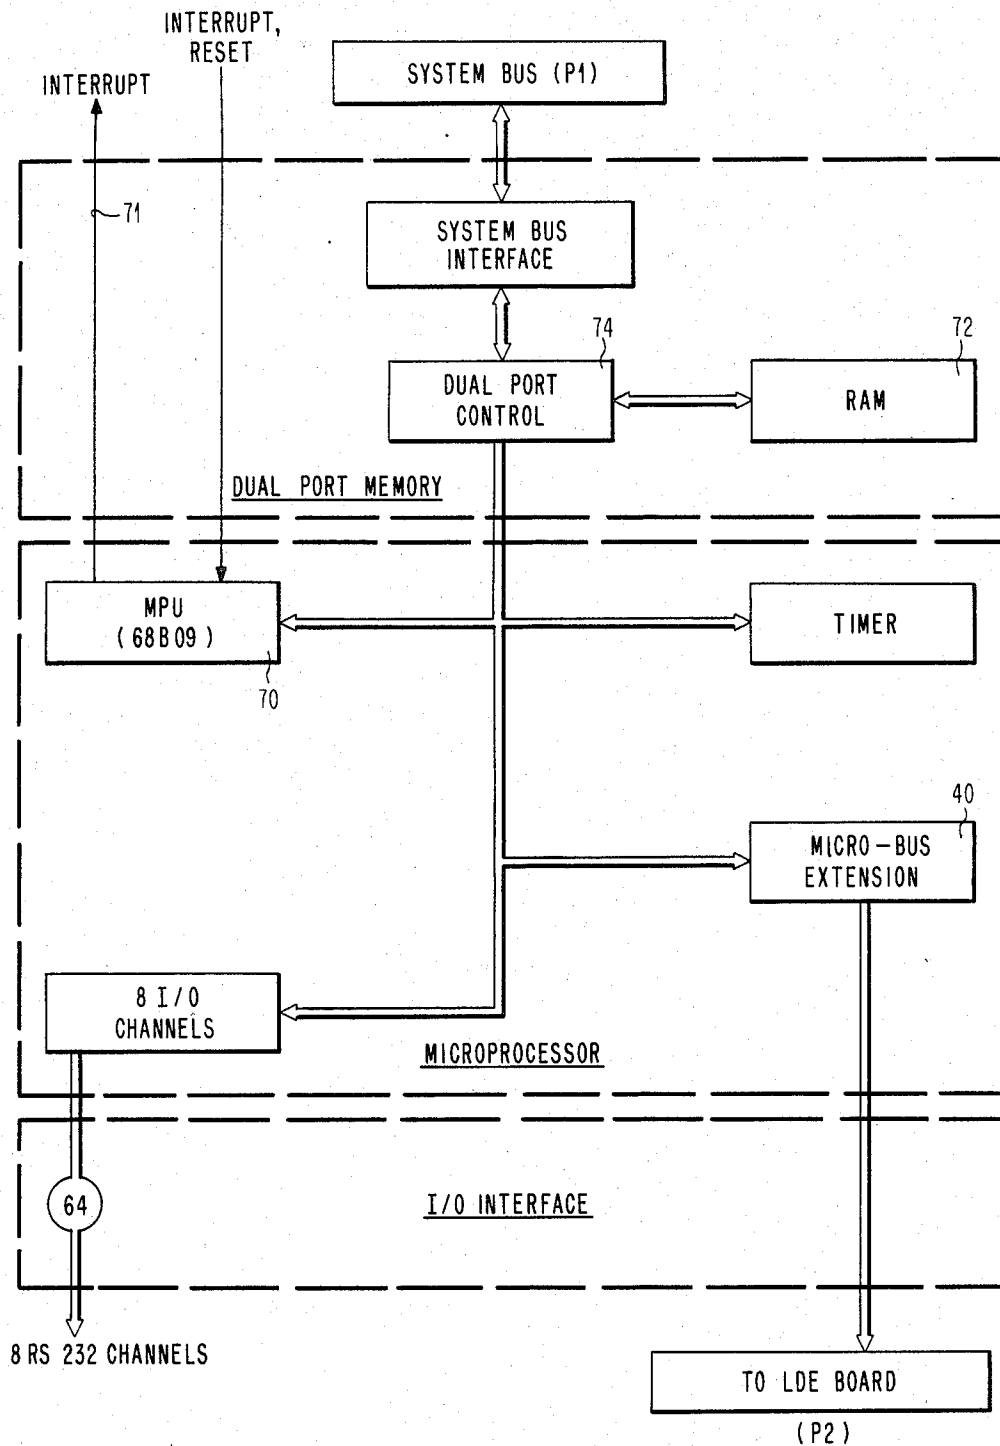 INTERRUPT,
RESET
SYSTEM BUS (P1)
INTERRUPT
71
SYSTEM BUS
INTERFACE
74
72
DUAL PORT
CONTROL
RAM
DUAL PORT MEMORY
MPU
(68B09)
TIMER
70
40
MICRO-BUS
EXTENSION
8 I/O
CHANNELS
MICROPROCESSOR
64
I/O INTERFACE
8 RS 232 CHANNELS
TO LDE BOARD
(P2)